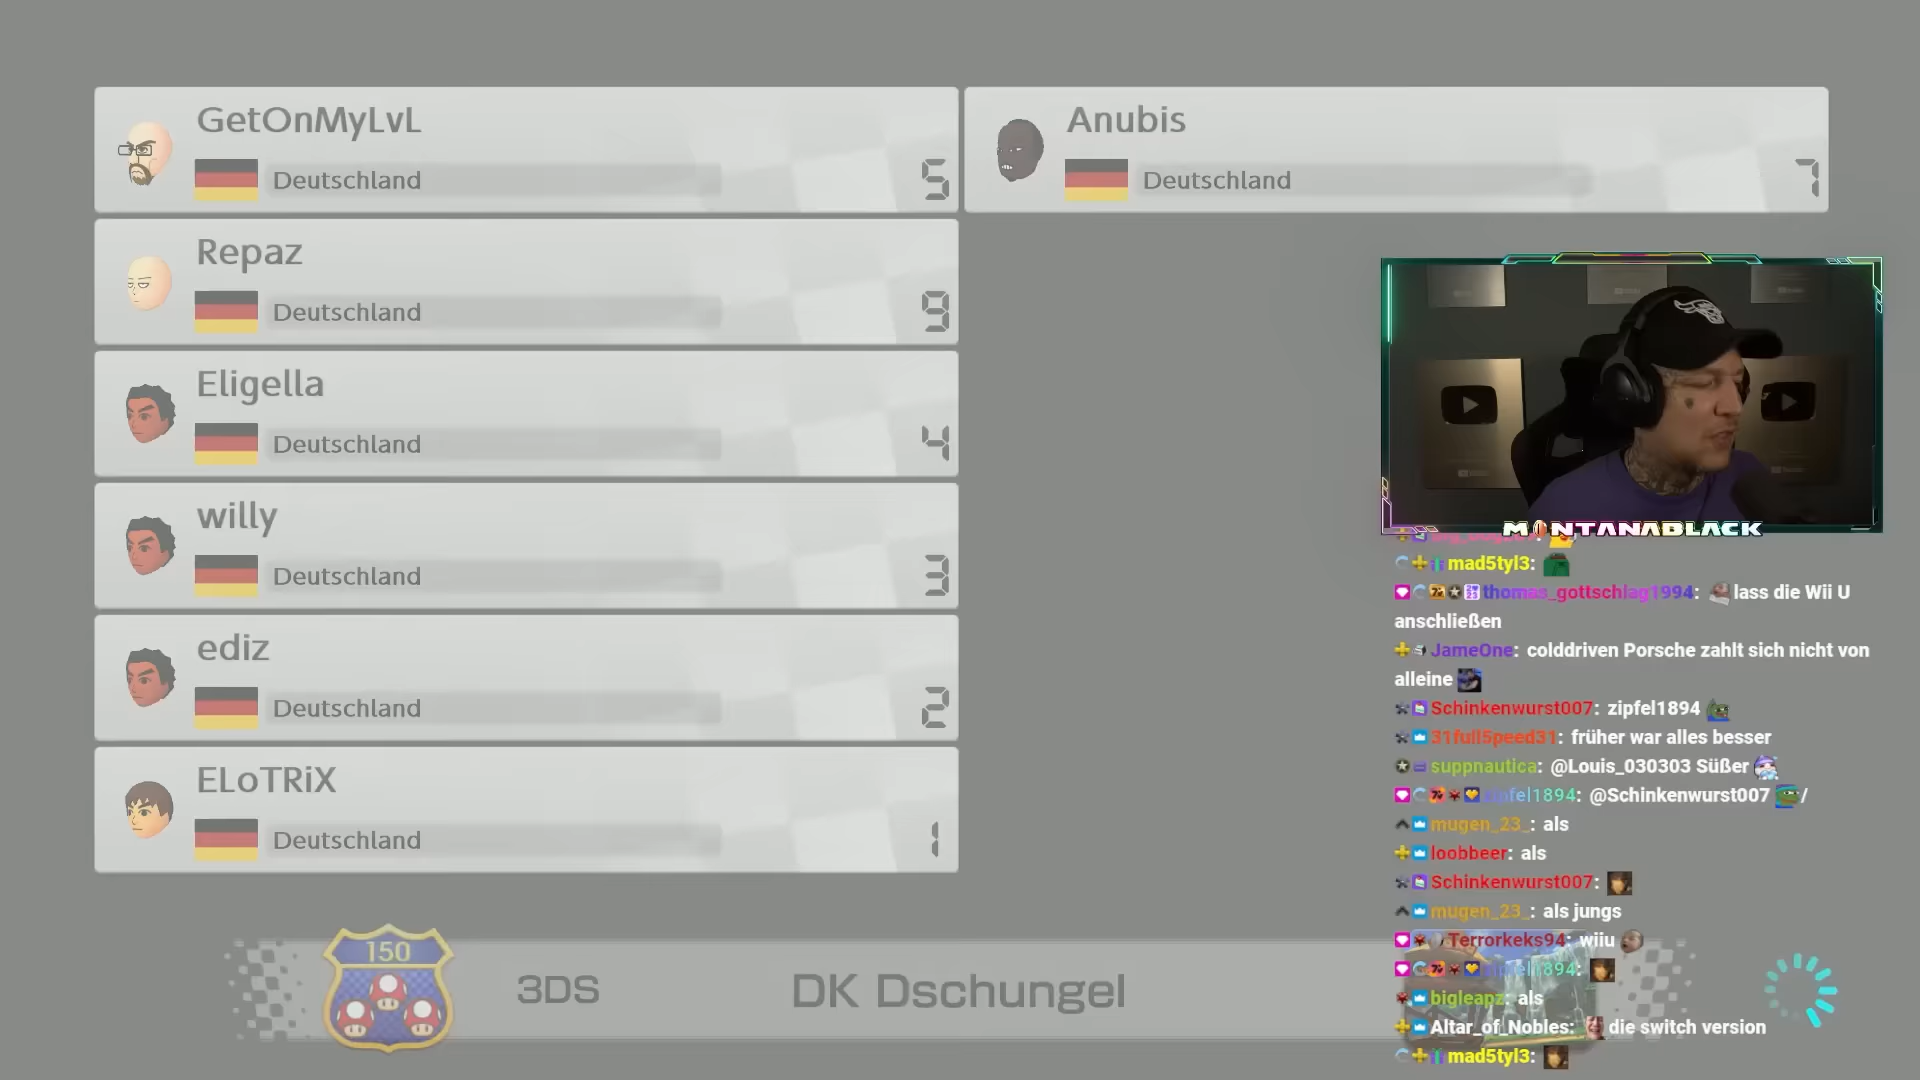 GetOnMyLvL
Deutschland
5
Anubis
Deutschland
7
Repaz
Deutschland
9
Eligella
Deutschland
4
willy
Deutschland
3
ediz
Deutschland
2
ELoTRiX
Deutschland
1
150
3DS
DK Dschungel
MONTANABLACK
mad5tyl3:
thomas_gottschlag1994: lass die Wii U
anschließen
JameOne: colddriven Porsche zahlt sich nicht von
alleine
Schinkenwurst007: zipfel1894
31full5peed31: früher war alles besser
suppnautica: @Louis_030303 Süßer
zipfel1894: @Schinkenwurst007 /
mugen_23_: als
loobbeer: als
Schinkenwurst007:
mugen_23_: als jungs
Terrorkeks94: wiiu
zipfel1894:
bigleapz: als
Altar_of_Nobles: die switch version
mad5tyl3: